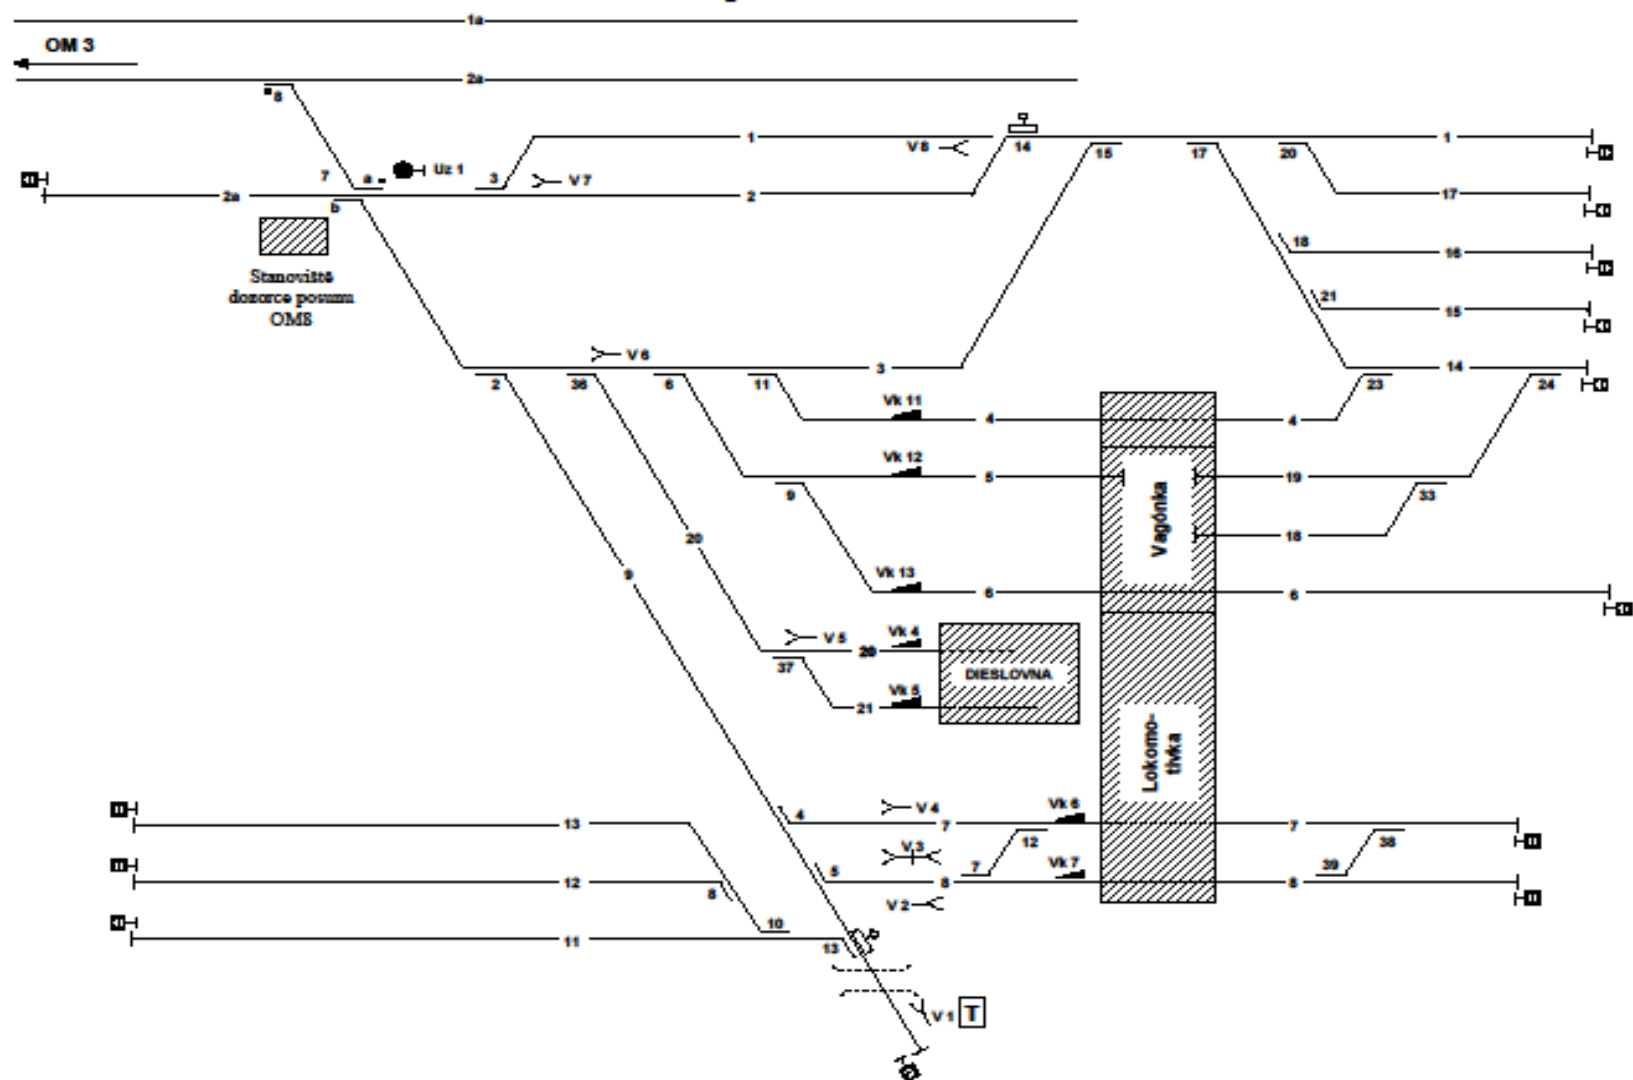 1a
OM 3
2a
8
1
V 8
14
1
15
17
20
7
a
Uz 1
3
V 7
2a
b
2
17
18
16
Stanoviště
dozorce posunu
OM8
21
15
V 6
2
36
6
11
3
14
23
24
Vk 11
4
4
Vk 12
5
19
9
33
Vagónka
20
18
9
Vk 13
6
6
V 5
Vk 4
20
37
DIESLOVNA
Vk 5
21
Lokomo-
tivka
V 4
Vk 6
13
4
7
7
12
38
V 3
5
7
Vk 7
39
12
8
8
8
V 2
10
11
13
V 1
T